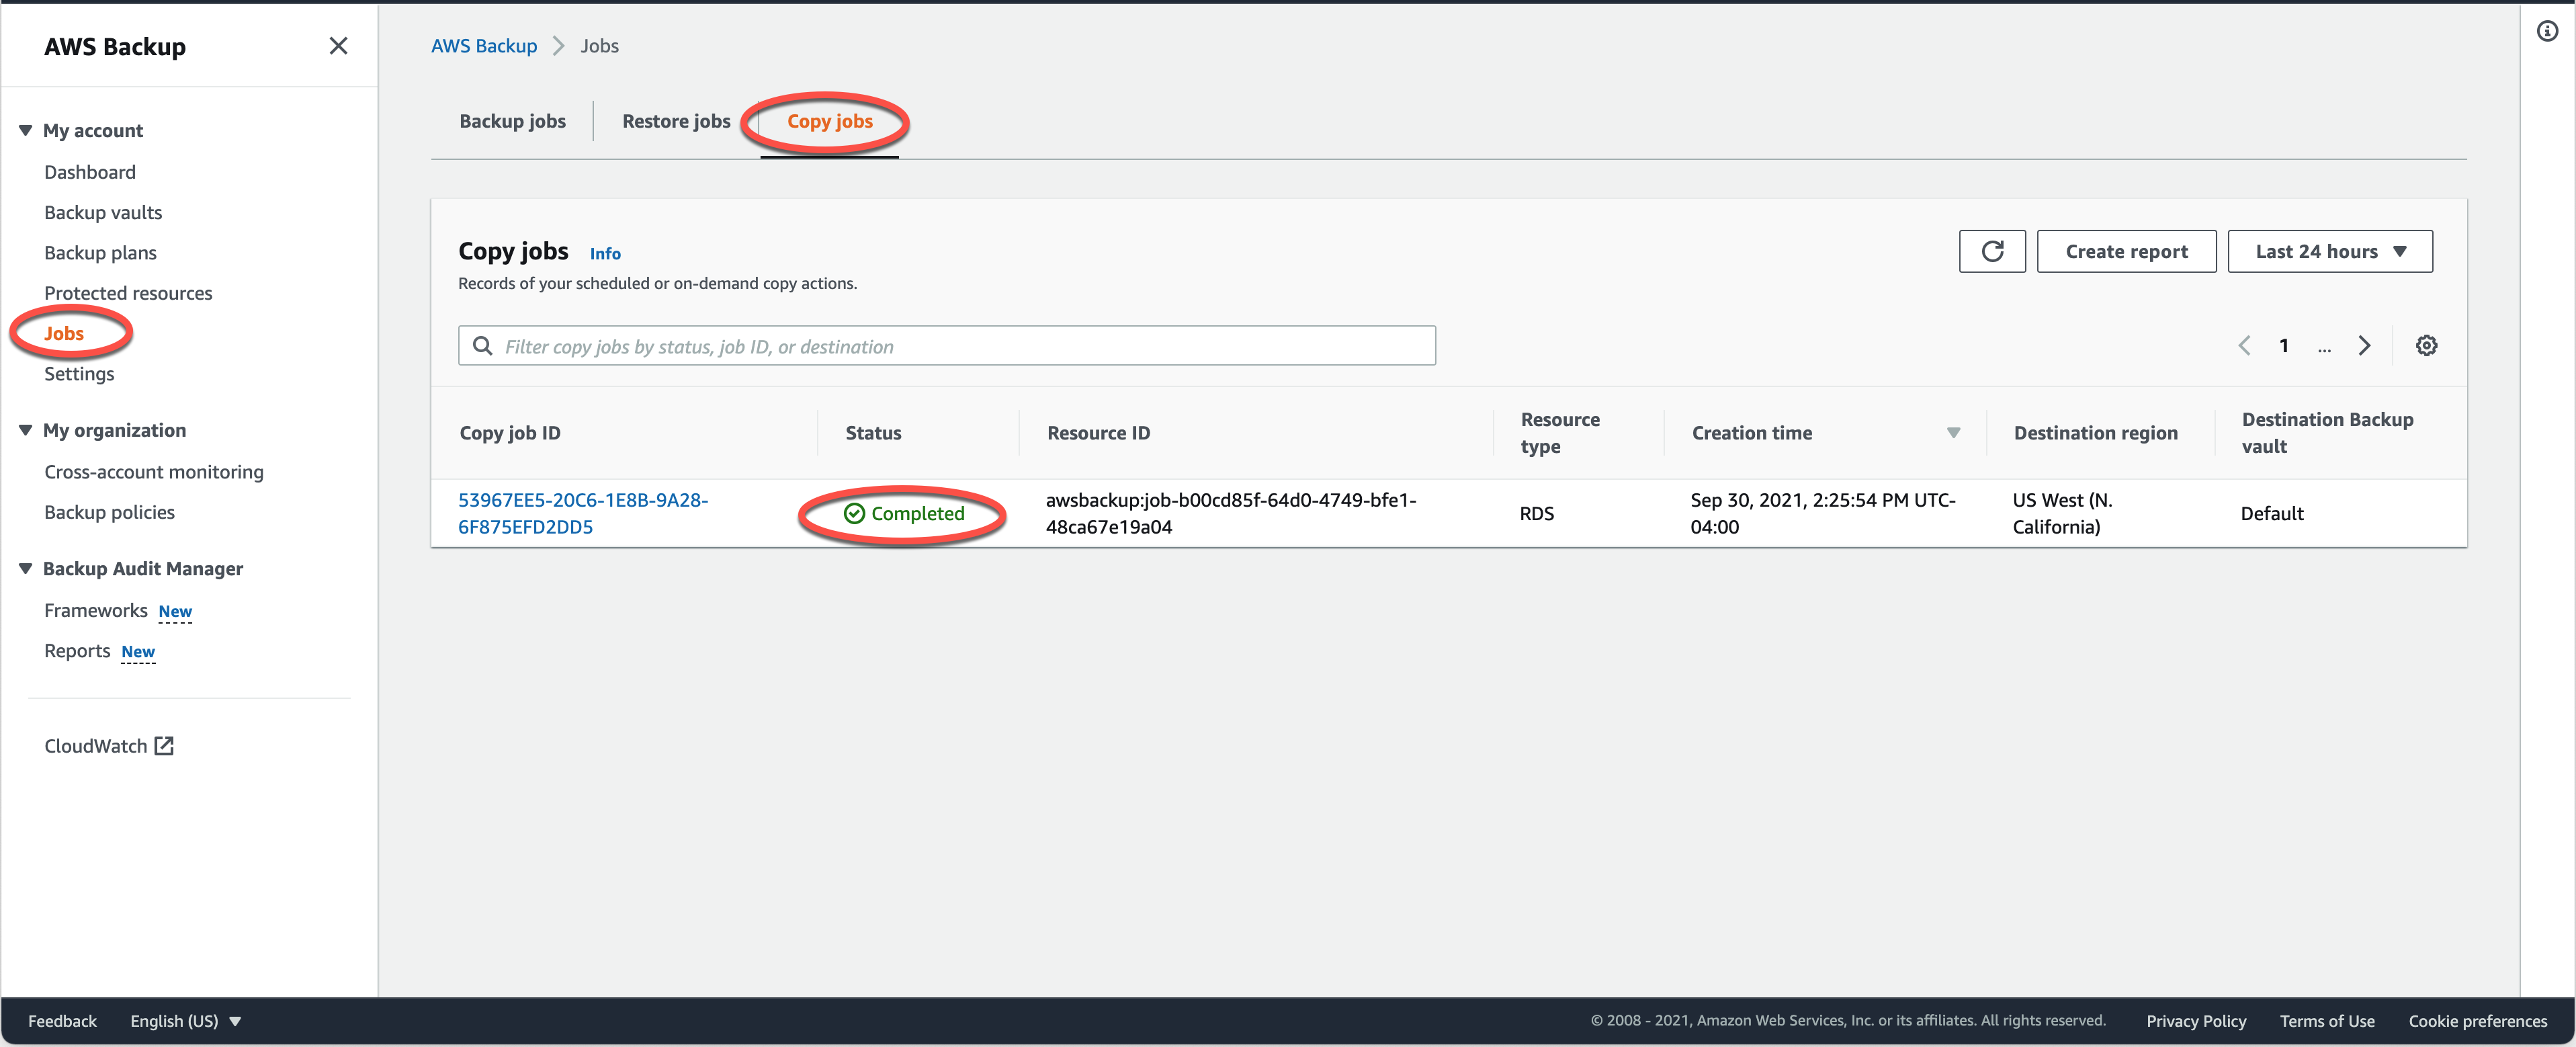 AWS Backup
My account
Dashboard
Backup vaults
Backup plans
Protected resources
Jobs
Settings
My organization
Cross-account monitoring
Backup policies
Backup Audit Manager
Frameworks New
Reports New
CloudWatch
AWS Backup > Jobs
Backup jobs
Restore jobs
Copy jobs
Copy jobs Info
Records of your scheduled or on-demand copy actions.
Create report
Last 24 hours
Filter copy jobs by status, job ID, or destination
1 ...
Copy job ID
Status
Resource ID
Resource
type
Creation time
Destination region
Destination Backup
vault
53967EE5-20C6-1E8B-9A28-
6F875EFD2DD5
Completed
awsbackup:job-b00cd85f-64d0-4749-bfe1-
48ca67e19a04
RDS
Sep 30, 2021, 2:25:54 PM UTC-
04:00
US West (N.
California)
Default
Feedback
English (US)
© 2008 - 2021, Amazon Web Services, Inc. or its affiliates. All rights reserved.
Privacy Policy
Terms of Use
Cookie preferences